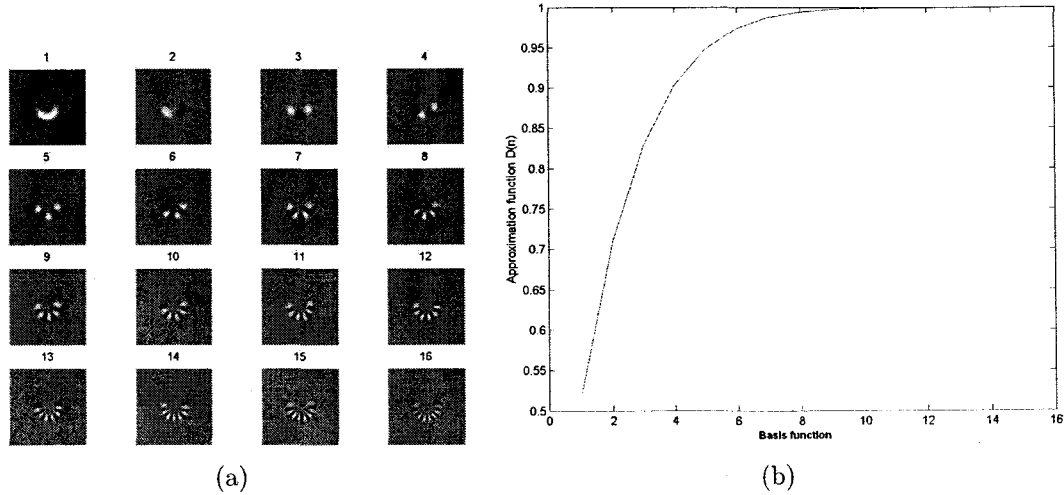 1 2 3 4
5 6 7 8
9 10 11 12
13 14 15 16
(a)
1
0.95
0.9
0.85
0.8
0.75
0.7
0.65
0.6
0.55
0.5
Approximation function D(n)
0 2 4 6 8 10 12 14 16
Basis function
(b)